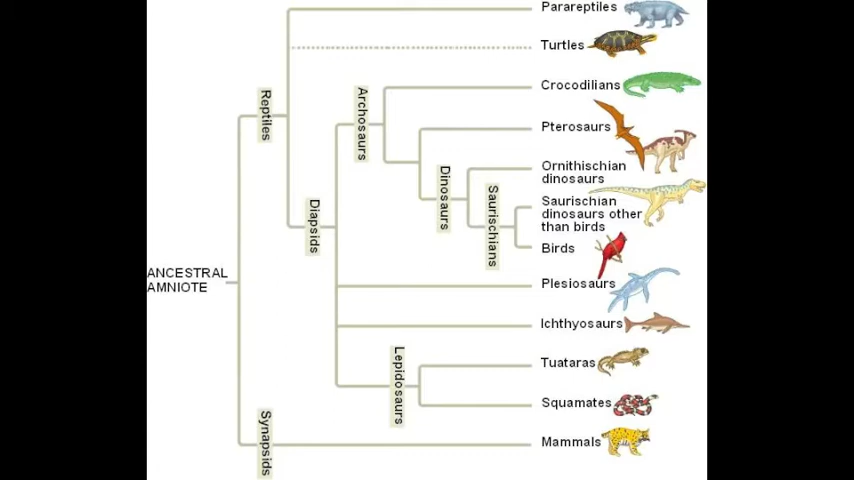 Parareptiles
Turtles
Crocodilians
Pterosaurs
Ornithischian
dinosaurs
Saurischian
dinosaurs other
than birds
Birds
Plesiosaurs
Ichthyosaurs
Tuataras
Squamates
Mammals
Reptiles
Archosaurs
Dinosaurs
Saurischians
Diapsids
Lepidosaurs
Synapsids
ANCESTRAL
AMNIOTE